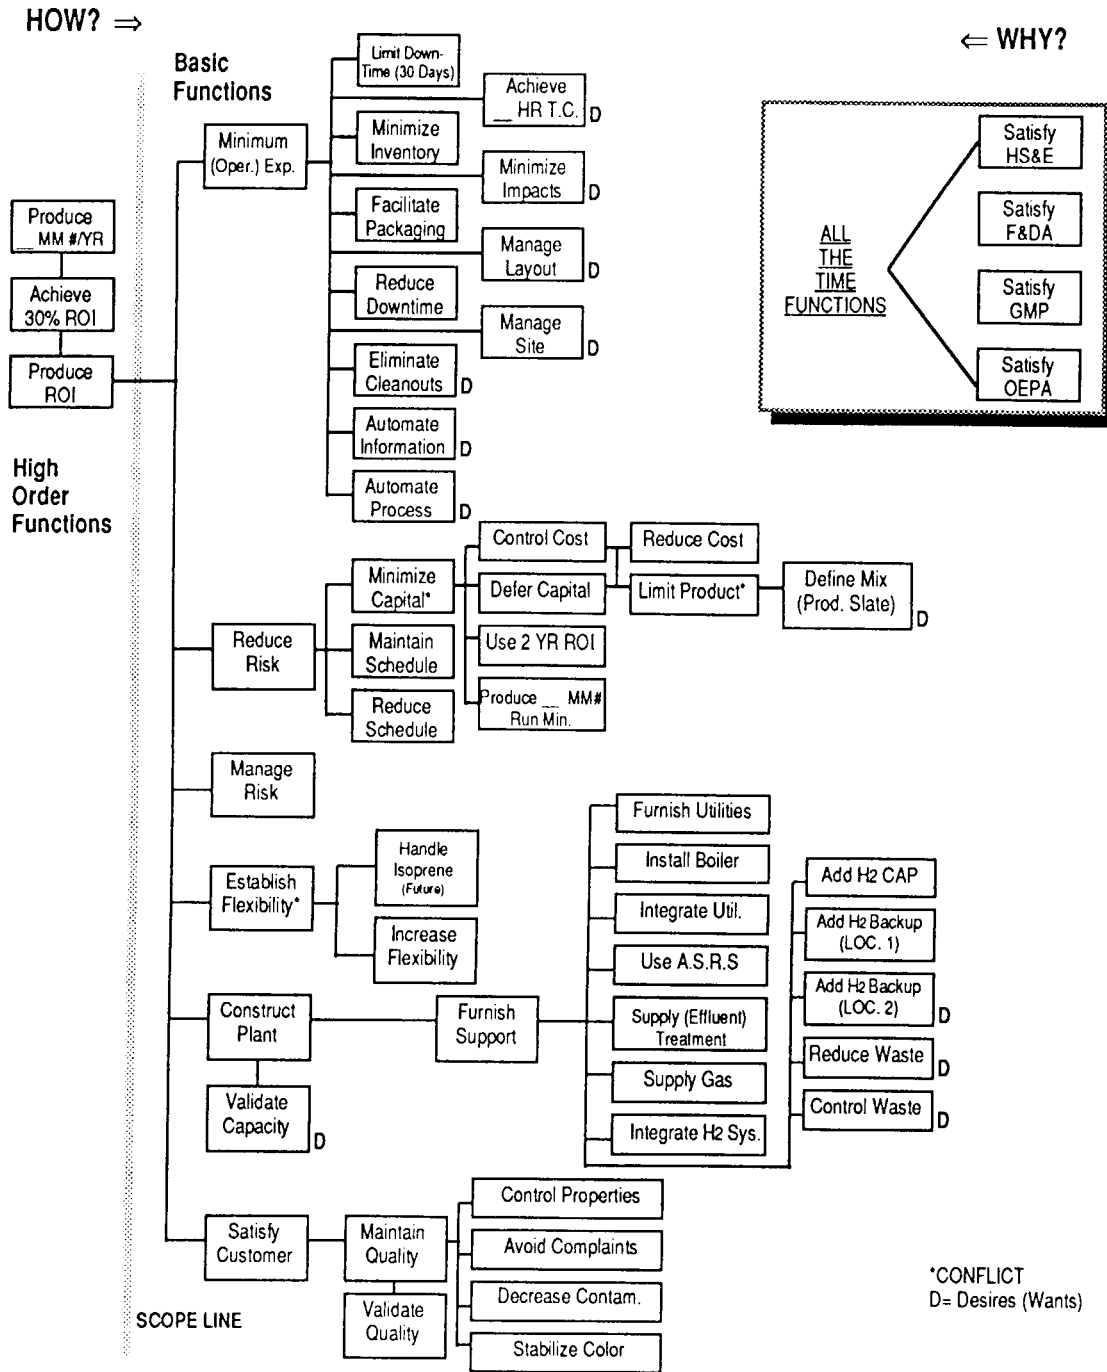 HOW? ⇒
⇐ WHY?
Basic
Functions
Limit Down-
Time (30 Days)
Achieve
__ HR T.C.
D
Minimum
(Oper.) Exp.
Minimize
Inventory
Minimize
Impacts
D
Facilitate
Packaging
Manage
Layout
D
Reduce
Downtime
Manage
Site
D
Eliminate
Cleanouts
D
Automate
Information
D
Automate
Process
D
Produce
__ MM #/YR
Achieve
30% ROI
Produce
ROI
High
Order
Functions
ALL
THE
TIME
FUNCTIONS
Satisfy
HS&E
Satisfy
F&DA
Satisfy
GMP
Satisfy
OEPA
Reduce
Risk
Minimize
Capital*
Maintain
Schedule
Reduce
Schedule
Control Cost
Defer Capital
Use 2 YR ROI
Produce __ MM#
Run Min.
Reduce Cost
Limit Product*
Define Mix
(Prod. Slate)
D
Manage
Risk
Establish
Flexibility*
Handle
Isoprene
(Future)
Increase
Flexibility
Construct
Plant
Validate
Capacity
D
Furnish
Support
Furnish Utilities
Install Boiler
Integrate Util.
Use A.S.R.S
Supply (Effluent)
Treatment
Supply Gas
Integrate H2 Sys.
Add H2 CAP
Add H2 Backup
(LOC. 1)
Add H2 Backup
(LOC. 2)
D
Reduce Waste
D
Control Waste
D
Satisfy
Customer
Maintain
Quality
Validate
Quality
Control Properties
Avoid Complaints
Decrease Contam.
Stabilize Color
SCOPE LINE
*CONFLICT
D= Desires (Wants)